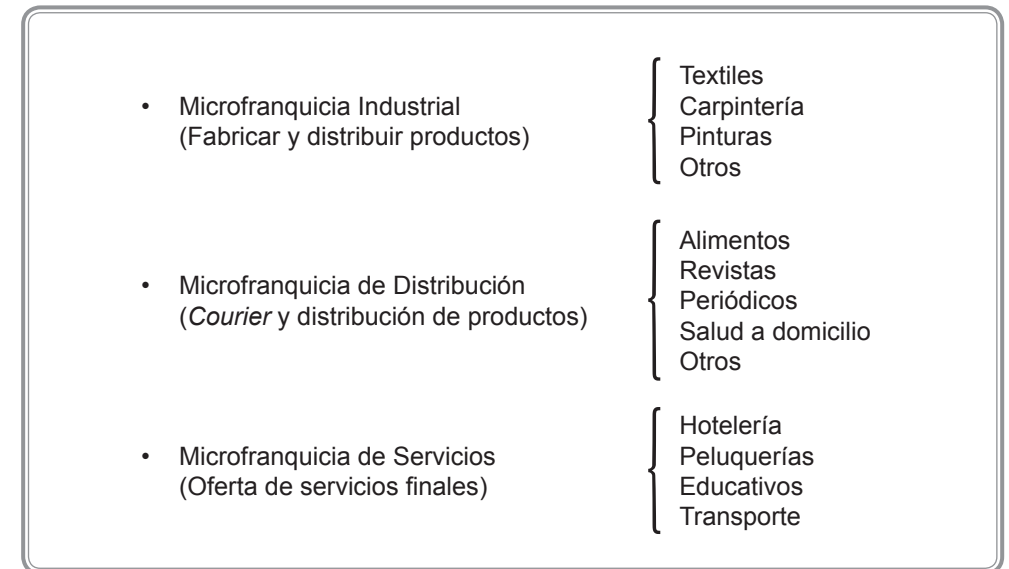 • Microfranquicia Industrial
(Fabricar y distribuir productos)
Textiles
Carpintería
Pinturas
Otros
• Microfranquicia de Distribución
(Courier y distribución de productos)
Alimentos
Revistas
Periódicos
Salud a domicilio
Otros
• Microfranquicia de Servicios
(Oferta de servicios finales)
Hotelería
Peluquerías
Educativos
Transporte